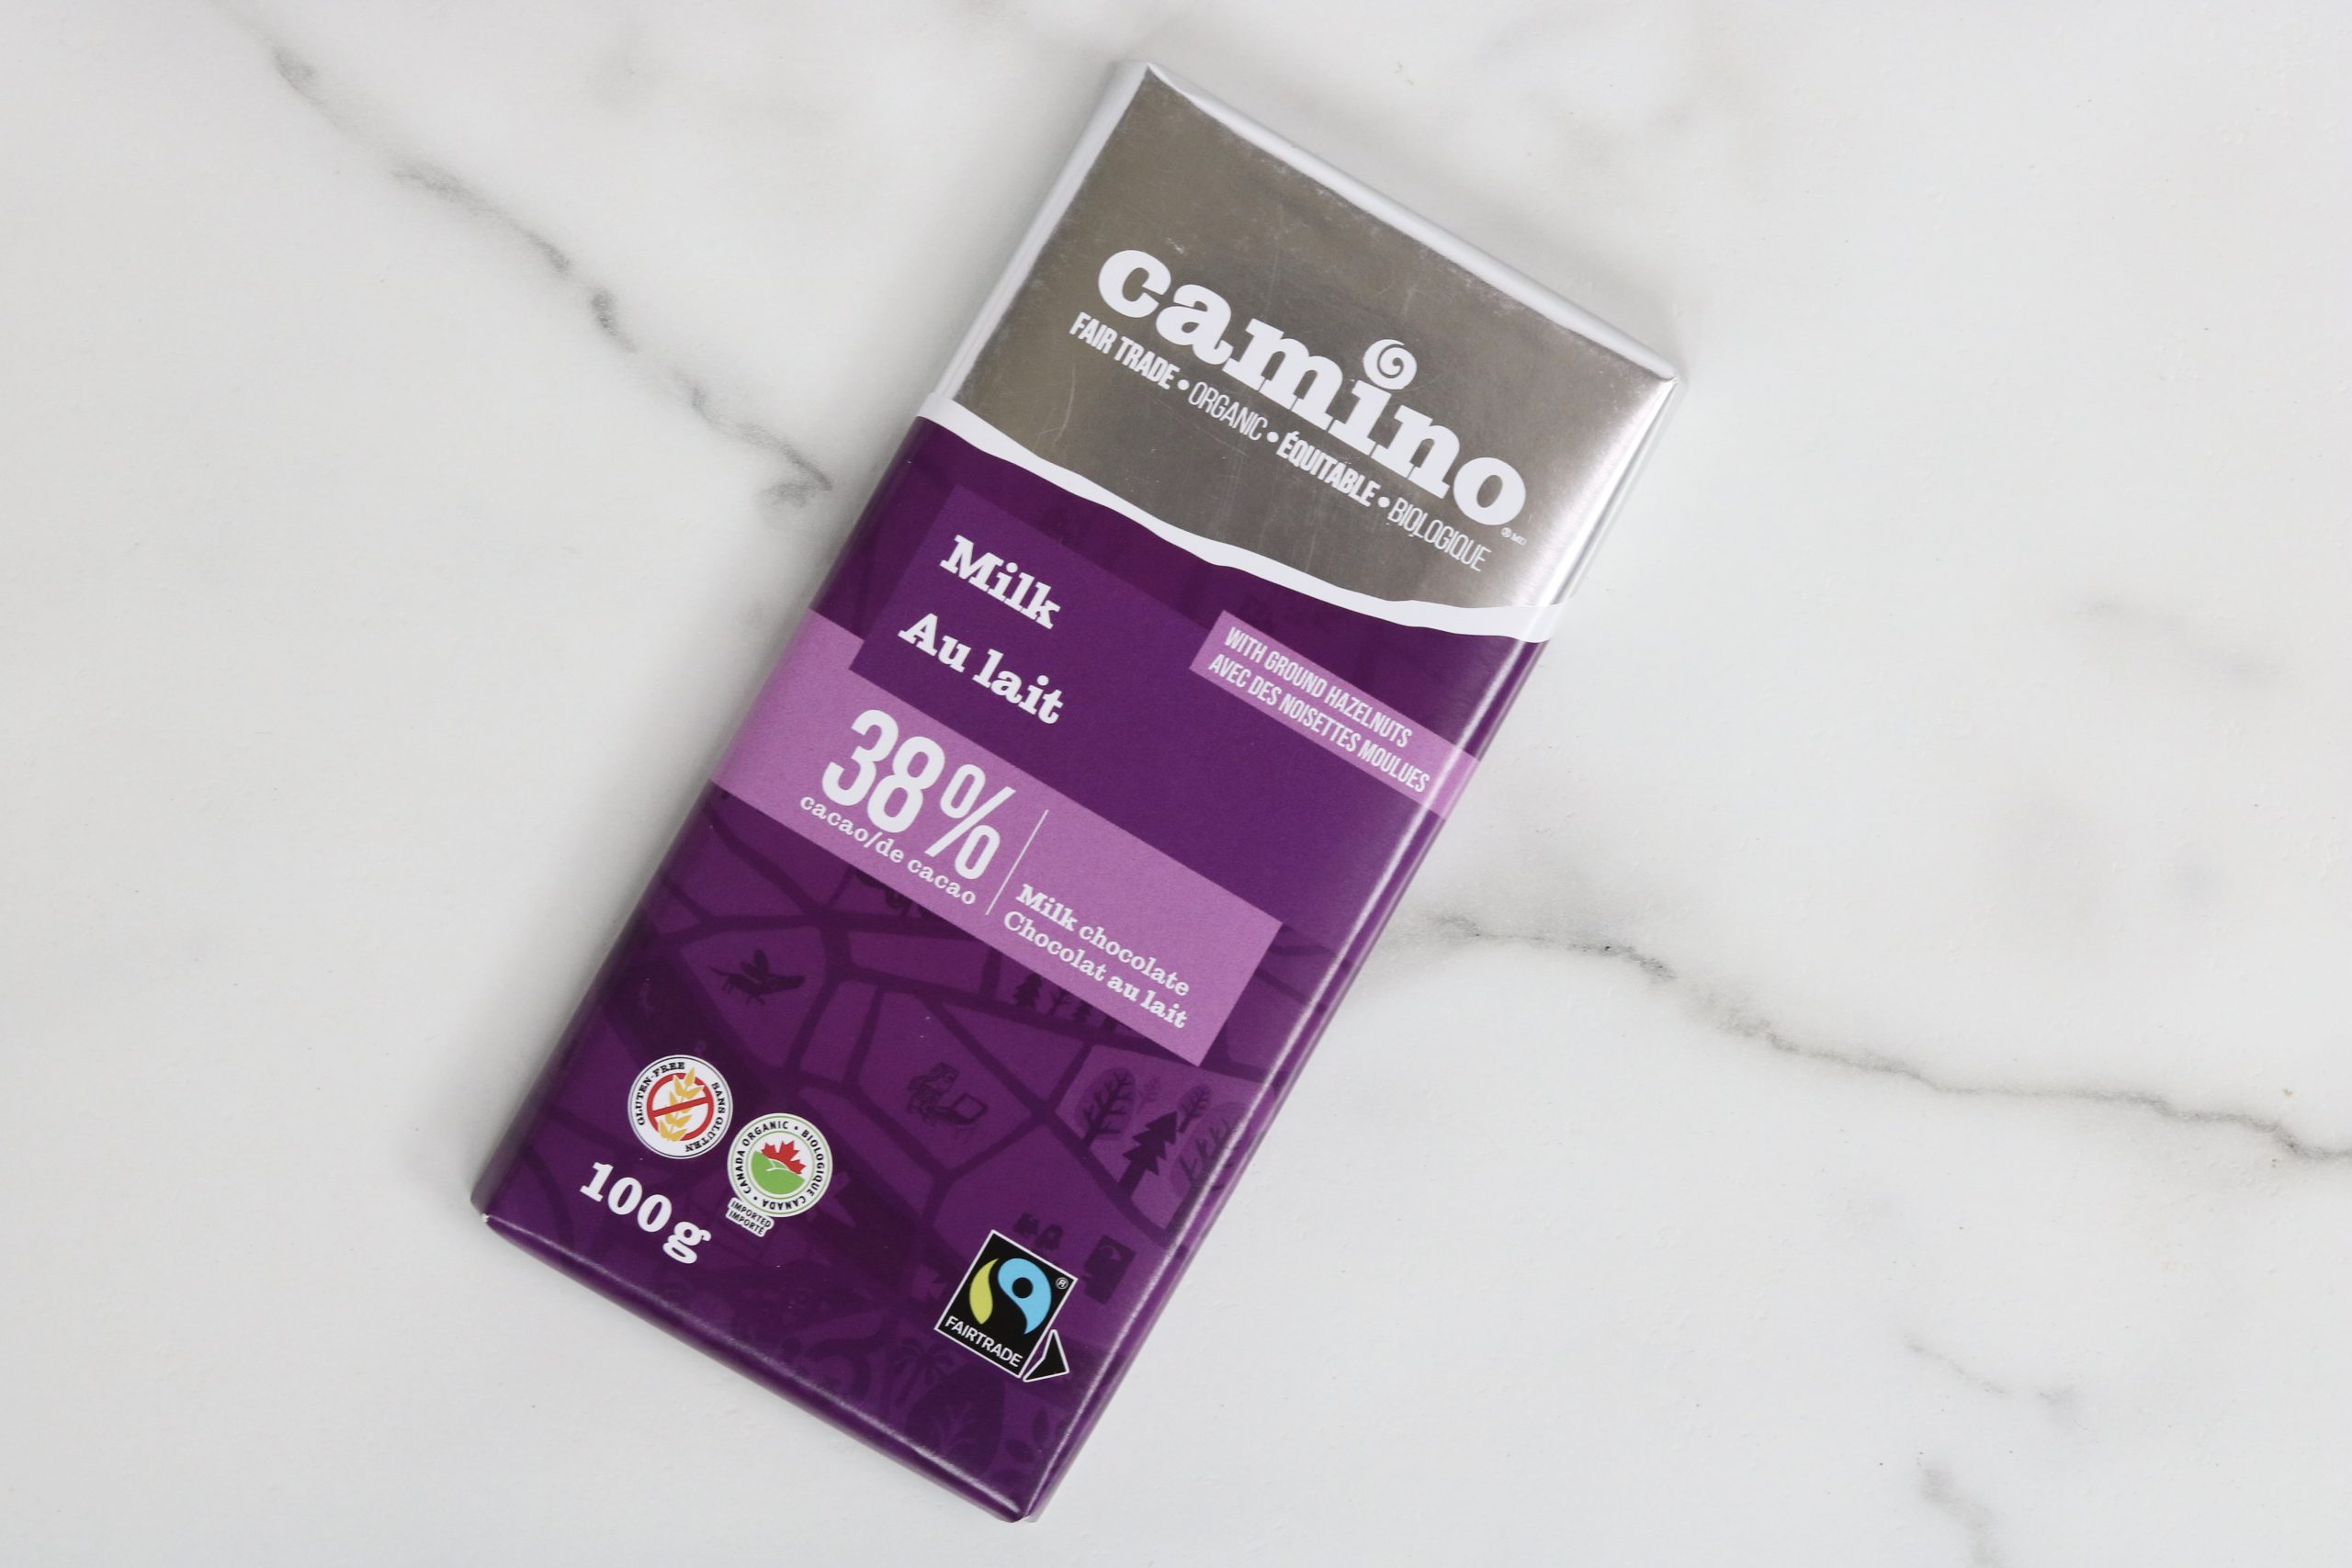 camino
®MD
FAIR TRADE • ORGANIC • ÉQUITABLE • BIOLOGIQUE
Milk
Au lait
WITH GROUND HAZELNUTS
AVEC DES NOISETTES MOULUES
38%
cacao/de cacao
Milk chocolate
Chocolat au lait
GLUTEN-FREE
SANS GLUTEN
CANADA ORGANIC • BIOLOGIQUE CANADA •
IMPORTED
IMPORTÉ
100 g
®
FAIRTRADE